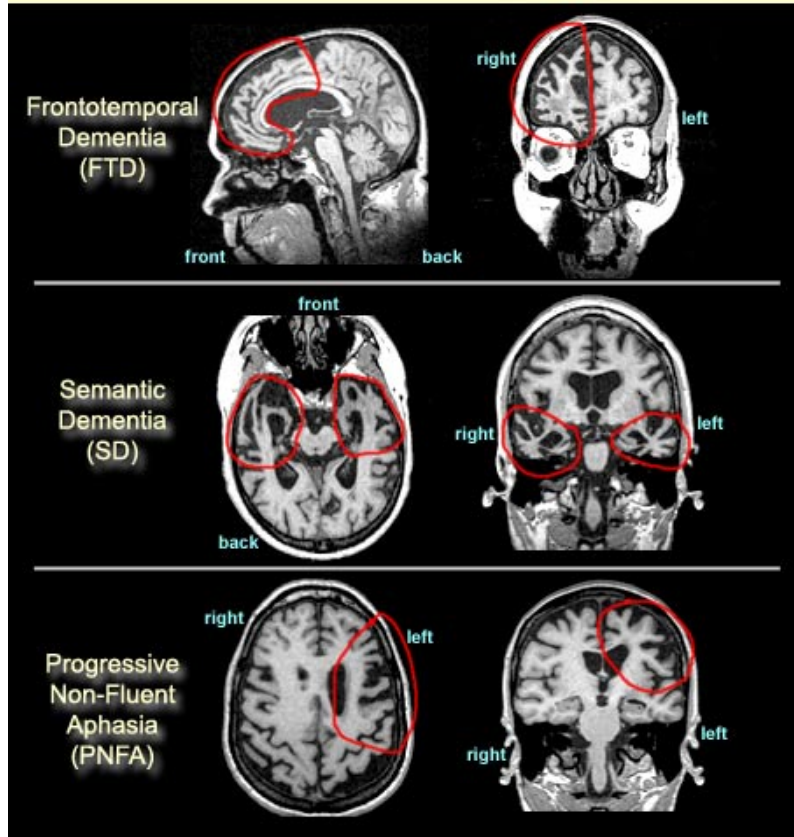 Frontotemporal
Dementia
(FTD)
right
left
front
back
front
Semantic
Dementia
(SD)
right
left
back
right
left
Progressive
Non-Fluent
Aphasia
(PNFA)
left
right